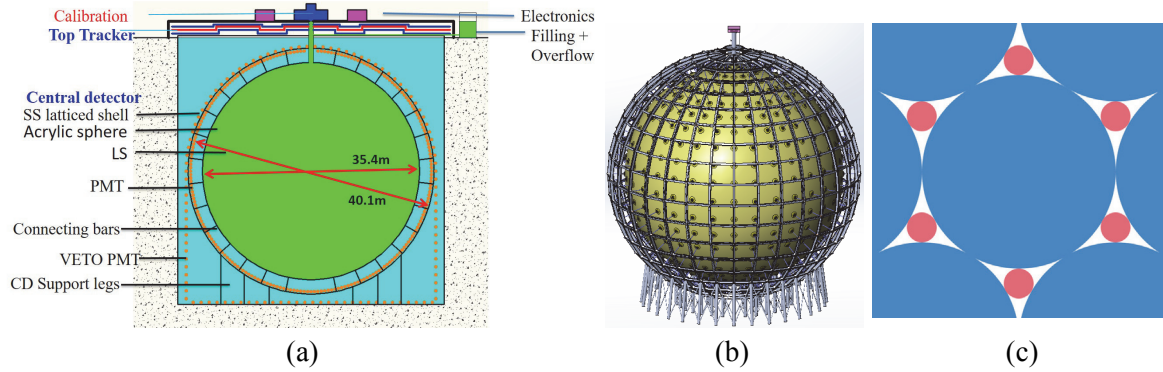 Calibration
Top Tracker
Electronics
Filling +
Overflow
Central detector
SS latticed shell
Acrylic sphere
LS
PMT
Connecting bars
VETO PMT
CD Support legs
35.4m
40.1m
(a)
(b)
(c)